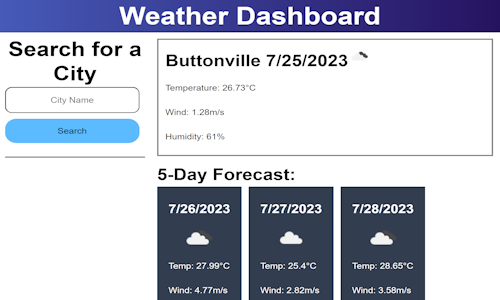 Weather Dashboard
Search for a
City
City Name
Search
Buttonville 7/25/2023
Temperature: 26.73°C
Wind: 1.28m/s
Humidity: 61%
5-Day Forecast:
7/26/2023
Temp: 27.99°C
Wind: 4.77m/s
7/27/2023
Temp: 25.4°C
Wind: 2.82m/s
7/28/2023
Temp: 28.65°C
Wind: 3.58m/s